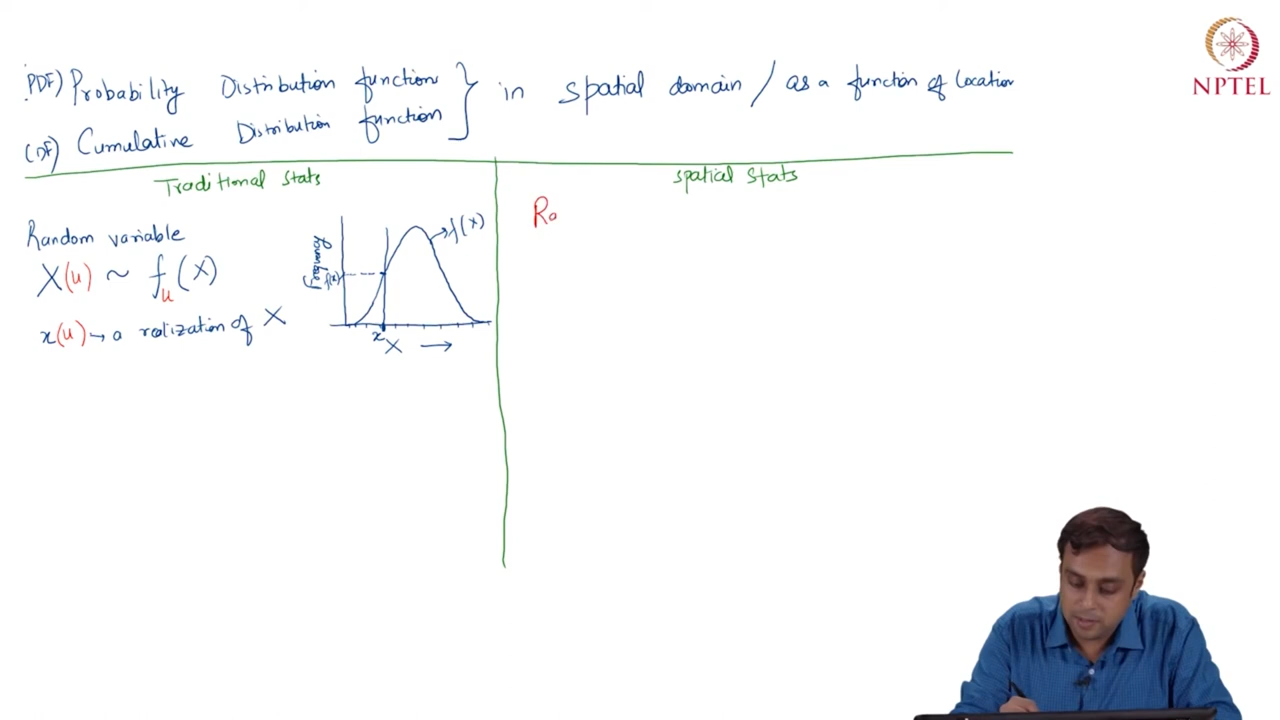 PDF) Probability Distribution function
CDF) Cumulative Distribution function
in spatial domain / as a function of location
NPTEL
Traditional stats
spatial stats
Random variable
X(u) ~ fu(X)
x(u) → a realization of X
frequency
f(x)
f(X)
x
X →
Ra